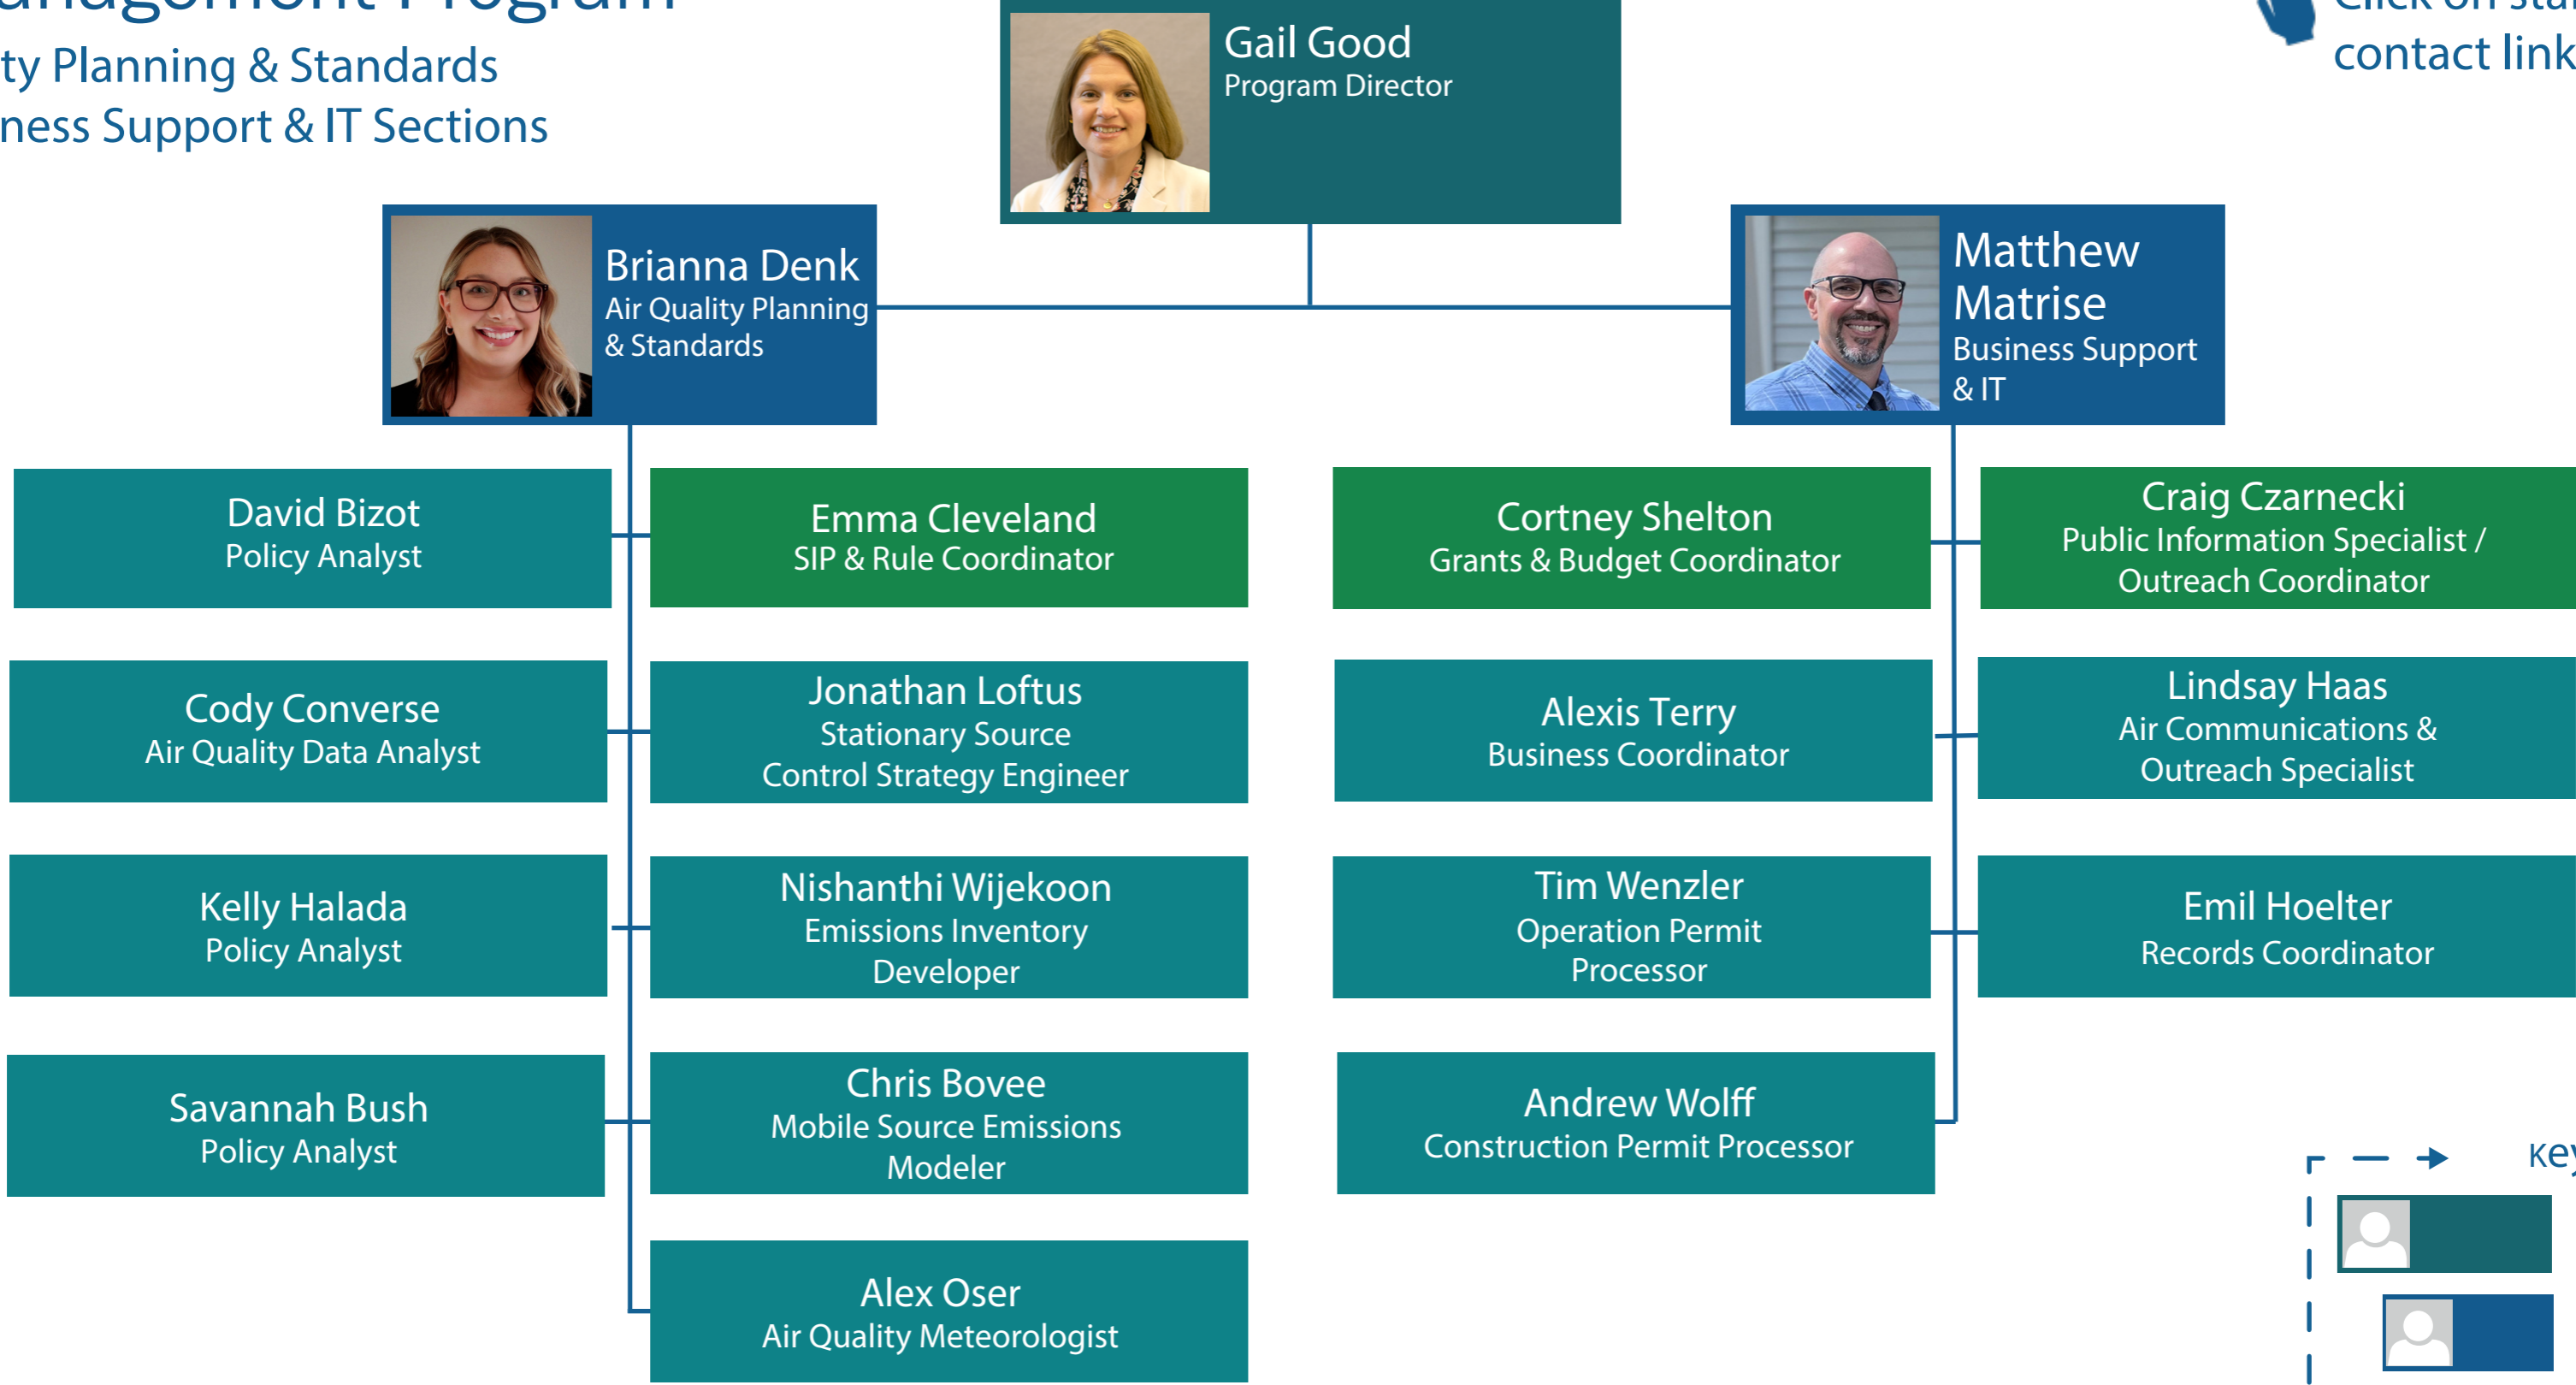 Gail Good
Program Director
ty Planning & Standards
ness Support & IT Sections
contact link
Brianna Denk
Air Quality Planning
& Standards
Matthew
Matrise
Business Support
& IT
David Bizot
Policy Analyst
Emma Cleveland
SIP & Rule Coordinator
Cortney Shelton
Grants & Budget Coordinator
Craig Czarnecki
Public Information Specialist /
Outreach Coordinator
Cody Converse
Air Quality Data Analyst
Jonathan Loftus
Stationary Source
Control Strategy Engineer
Alexis Terry
Business Coordinator
Lindsay Haas
Air Communications &
Outreach Specialist
Kelly Halada
Policy Analyst
Nishanthi Wijekoon
Emissions Inventory
Developer
Tim Wenzler
Operation Permit
Processor
Emil Hoelter
Records Coordinator
Savannah Bush
Policy Analyst
Chris Bovee
Mobile Source Emissions
Modeler
Andrew Wolff
Construction Permit Processor
Key
Alex Oser
Air Quality Meteorologist